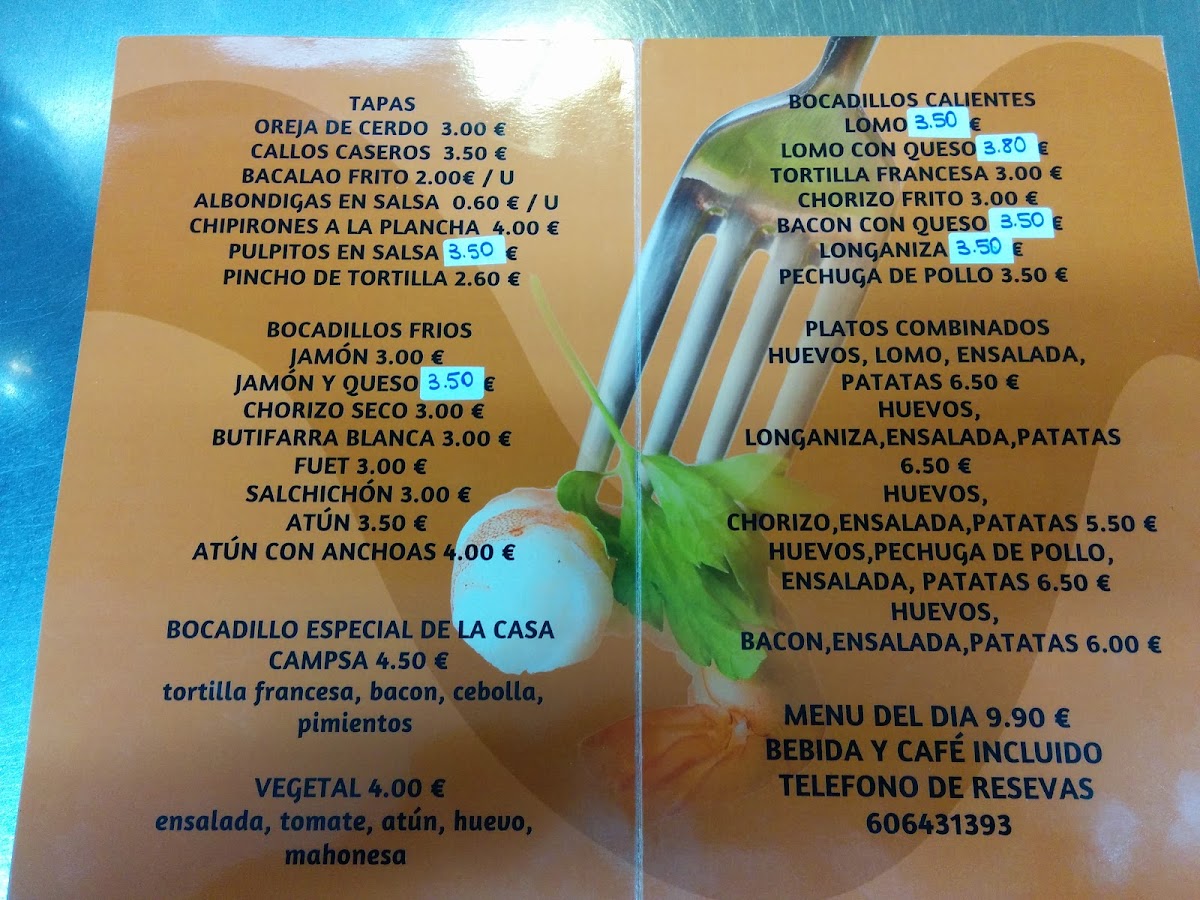 TAPAS
OREJA DE CERDO 3.00 €
CALLOS CASEROS 3.50 €
BACALAO FRITO 2.00€ / U
ALBONDIGAS EN SALSA 0.60 € / U
CHIPIRONES A LA PLANCHA 4.00 €
PULPITOS EN SALSA 3.50 €
PINCHO DE TORTILLA 2.60 €
BOCADILLOS FRIOS
JAMÓN 3.00 €
JAMÓN Y QUESO 3.50 €
CHORIZO SECO 3.00 €
BUTIFARRA BLANCA 3.00 €
FUET 3.00 €
SALCHICHÓN 3.00 €
ATÚN 3.50 €
ATÚN CON ANCHOAS 4.00 €
BOCADILLO ESPECIAL DE LA CASA
CAMPSA 4.50 €
tortilla francesa, bacon, cebolla,
pimientos
VEGETAL 4.00 €
ensalada, tomate, atún, huevo,
mahonesa
BOCADILLOS CALIENTES
LOMO 3.50 €
LOMO CON QUESO 3.80 €
TORTILLA FRANCESA 3.00 €
CHORIZO FRITO 3.00 €
BACON CON QUESO 3.50 €
LONGANIZA 3.50 €
PECHUGA DE POLLO 3.50 €
PLATOS COMBINADOS
HUEVOS, LOMO, ENSALADA,
PATATAS 6.50 €
HUEVOS,
LONGANIZA,ENSALADA,PATATAS
6.50 €
HUEVOS,
CHORIZO,ENSALADA,PATATAS 5.50 €
HUEVOS,PECHUGA DE POLLO,
ENSALADA, PATATAS 6.50 €
HUEVOS,
BACON,ENSALADA,PATATAS 6.00 €
MENU DEL DIA 9.90 €
BEBIDA Y CAFÉ INCLUIDO
TELEFONO DE RESEVAS
606431393